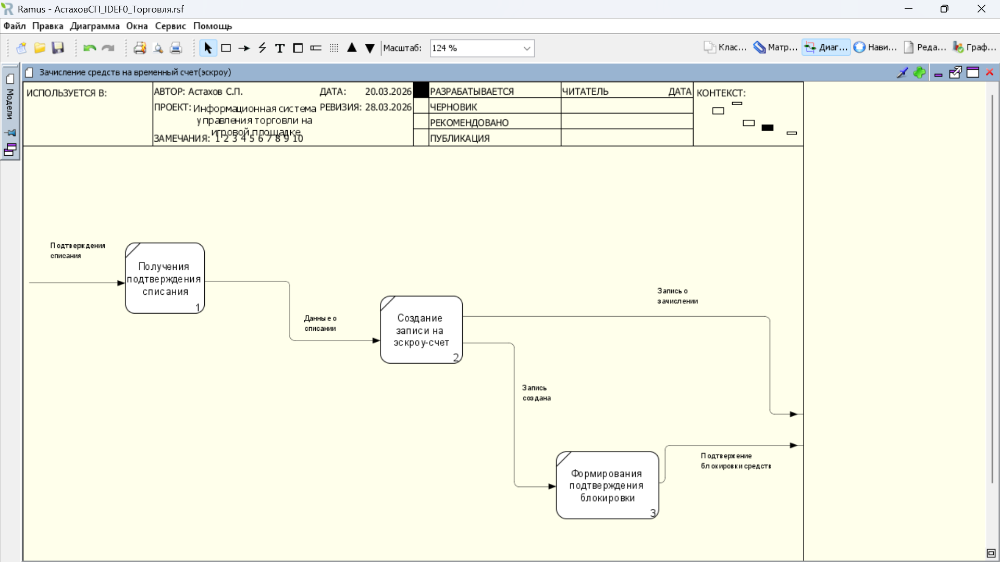 Ramus - АстаховСП_IDEF0_Торговля.rsf
Файл Правка Диаграмма Окна Сервис Помощь
Масштаб: 124 %
Клас... Матр... Диаг... Нави... Реда... Граф...
Модели
Зачисление средств на временный счет(эскроу)
ИСПОЛЬЗУЕТСЯ В:
АВТОР: Астахов С.П.
ДАТА: 20.03.2026
ПРОЕКТ: Информационная система
управления торговли на
игровой площадке
РЕВИЗИЯ: 28.03.2026
ЗАМЕЧАНИЯ: 1 2 3 4 5 6 7 8 9 10
РАЗРАБАТЫВАЕТСЯ
ЧЕРНОВИК
РЕКОМЕНДОВАНО
ПУБЛИКАЦИЯ
ЧИТАТЕЛЬ ДАТА
КОНТЕКСТ:
Подтверждения
списания
Получения
подтверждения
списания
1
Данные о
списании
Создание
записи на
эскроу-счет
2
Запись о
зачислении
Запись
создана
Формирования
подтверждения
блокировки
3
Подтвержение
блокировки средств